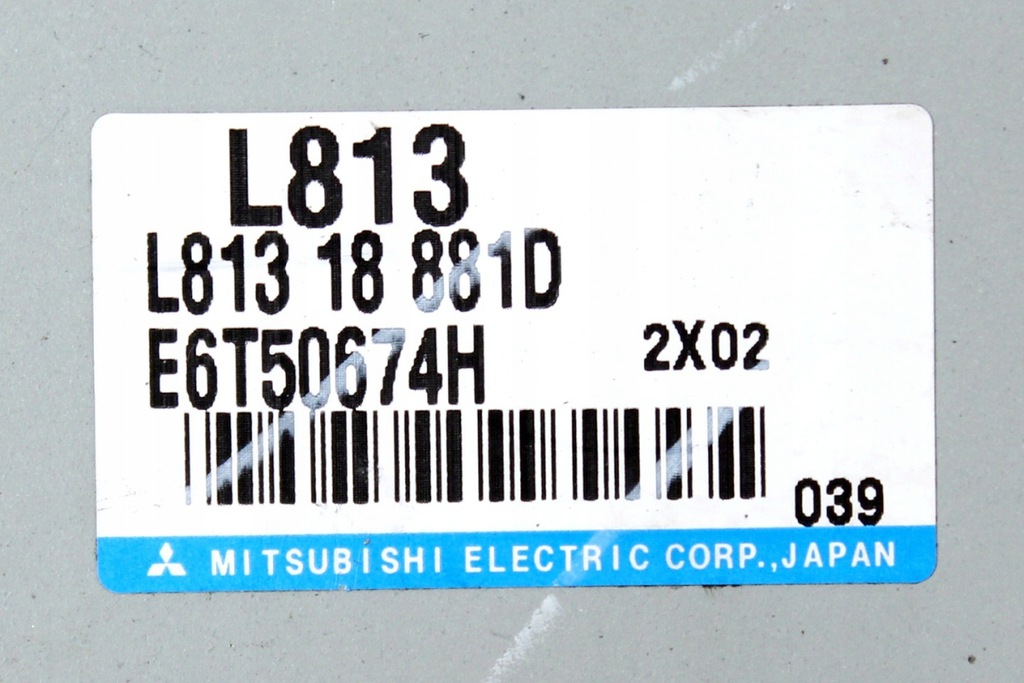 L813
L813 18 881D
E6T50674H 2X02
039
MITSUBISHI ELECTRIC CORP.,JAPAN